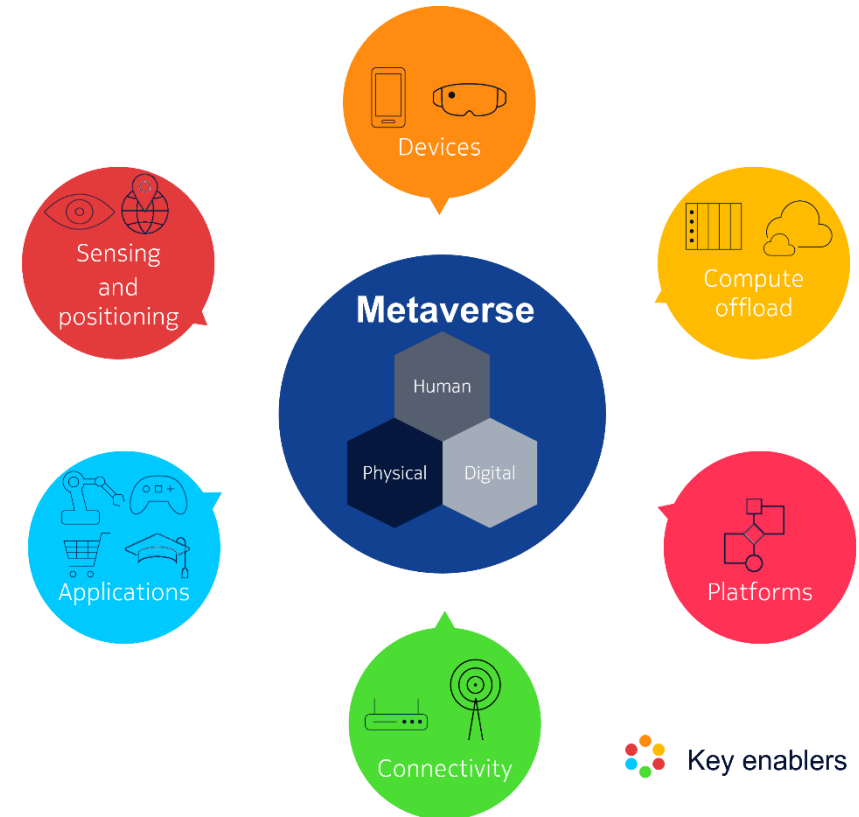 Devices
Sensing
and
positioning
Compute
offload
Metaverse
Human
Physical
Digital
Applications
Platforms
Connectivity
Key enablers